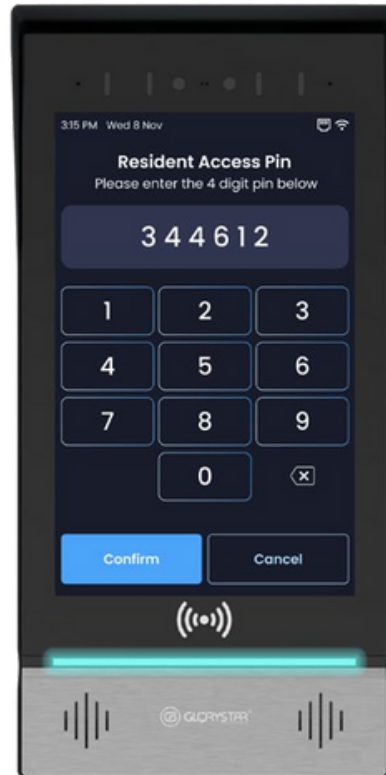 3:15 PM Wed 8 Nov
Resident Access Pin
Please enter the 4 digit pin below
344612
1 2 3
4 5 6
7 8 9
0
Confirm Cancel
GLORYSTAR